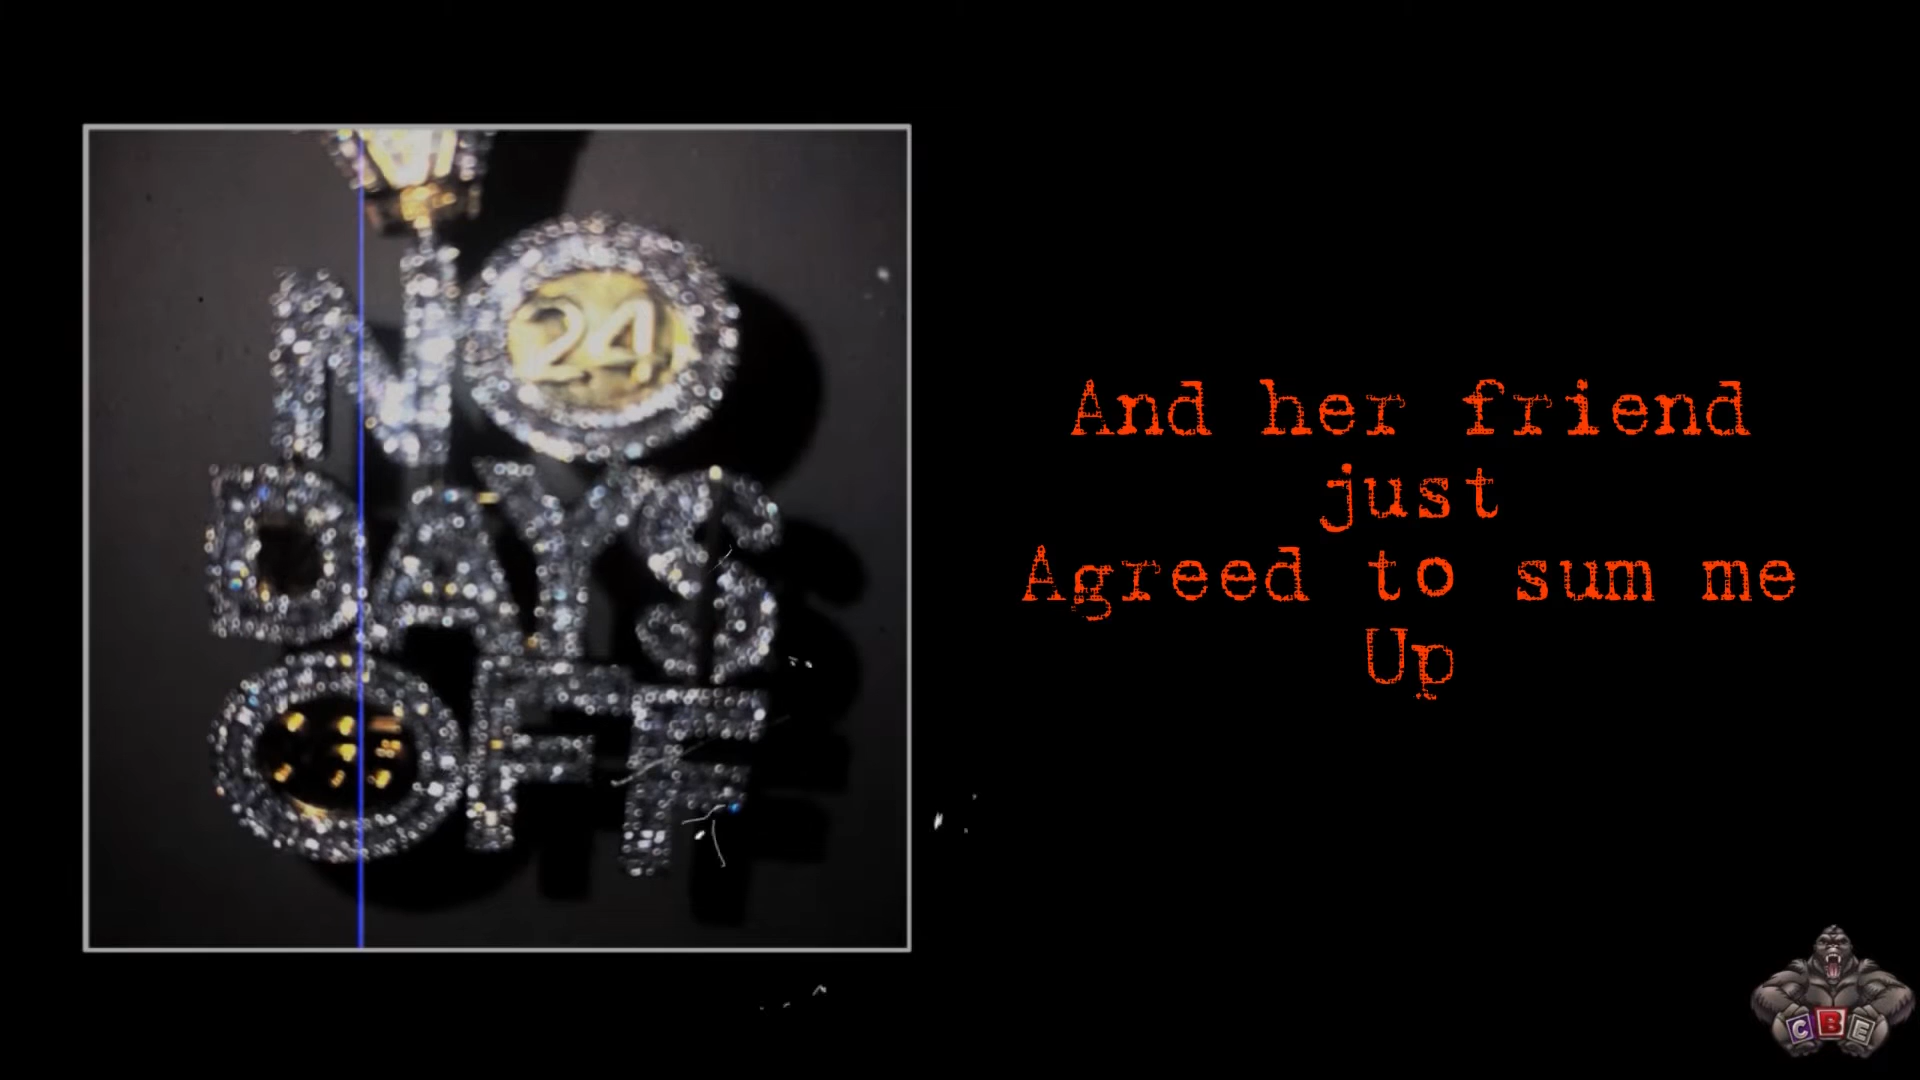 NO
24
DAYS
OFF
And her friend
just
Agreed to sum me
Up
CBE